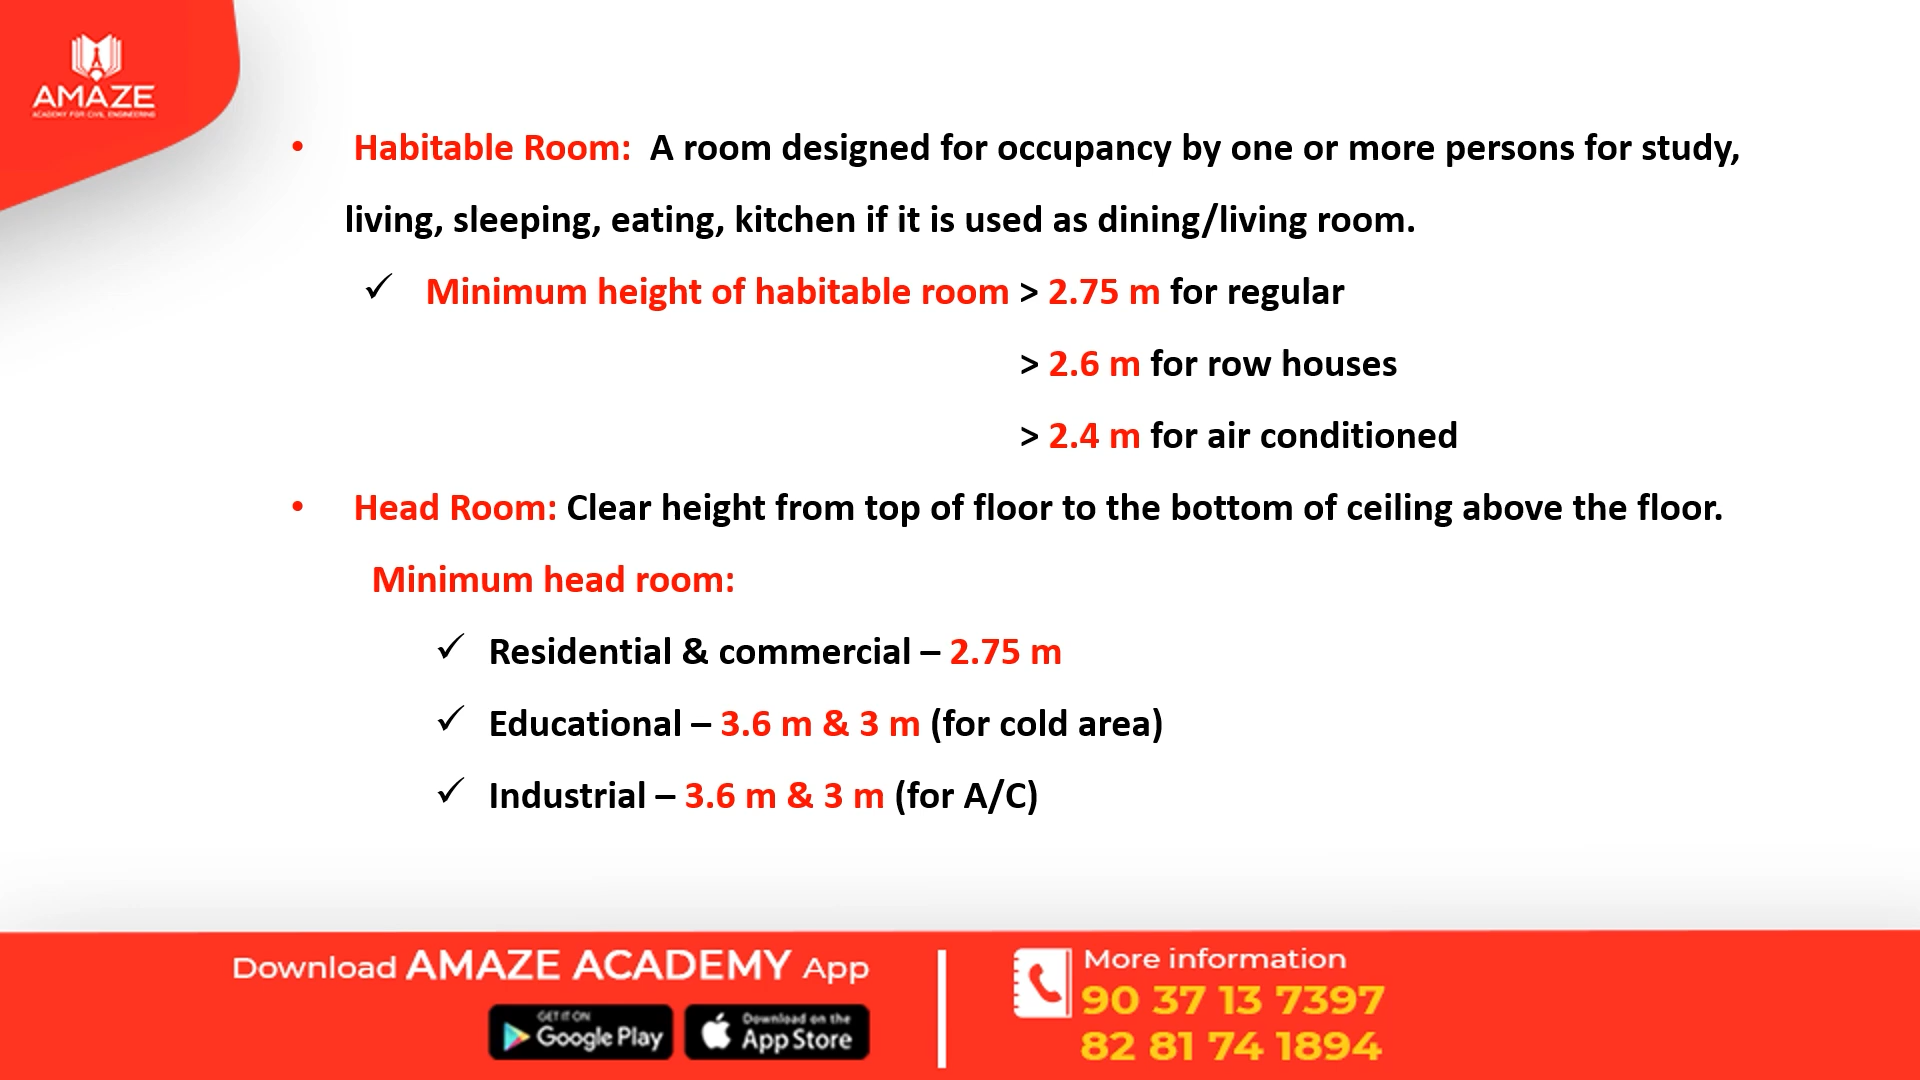 AMAZE
ACADEMY FOR CIVIL ENGINEERING
• Habitable Room: A room designed for occupancy by one or more persons for study,
living, sleeping, eating, kitchen if it is used as dining/living room.
✓ Minimum height of habitable room > 2.75 m for regular
> 2.6 m for row houses
> 2.4 m for air conditioned
• Head Room: Clear height from top of floor to the bottom of ceiling above the floor.
Minimum head room:
✓ Residential & commercial – 2.75 m
✓ Educational – 3.6 m & 3 m (for cold area)
✓ Industrial – 3.6 m & 3 m (for A/C)
Download AMAZE ACADEMY App
GET IT ON
Google Play
Download on the
App Store
More information
90 37 13 7397
82 81 74 1894